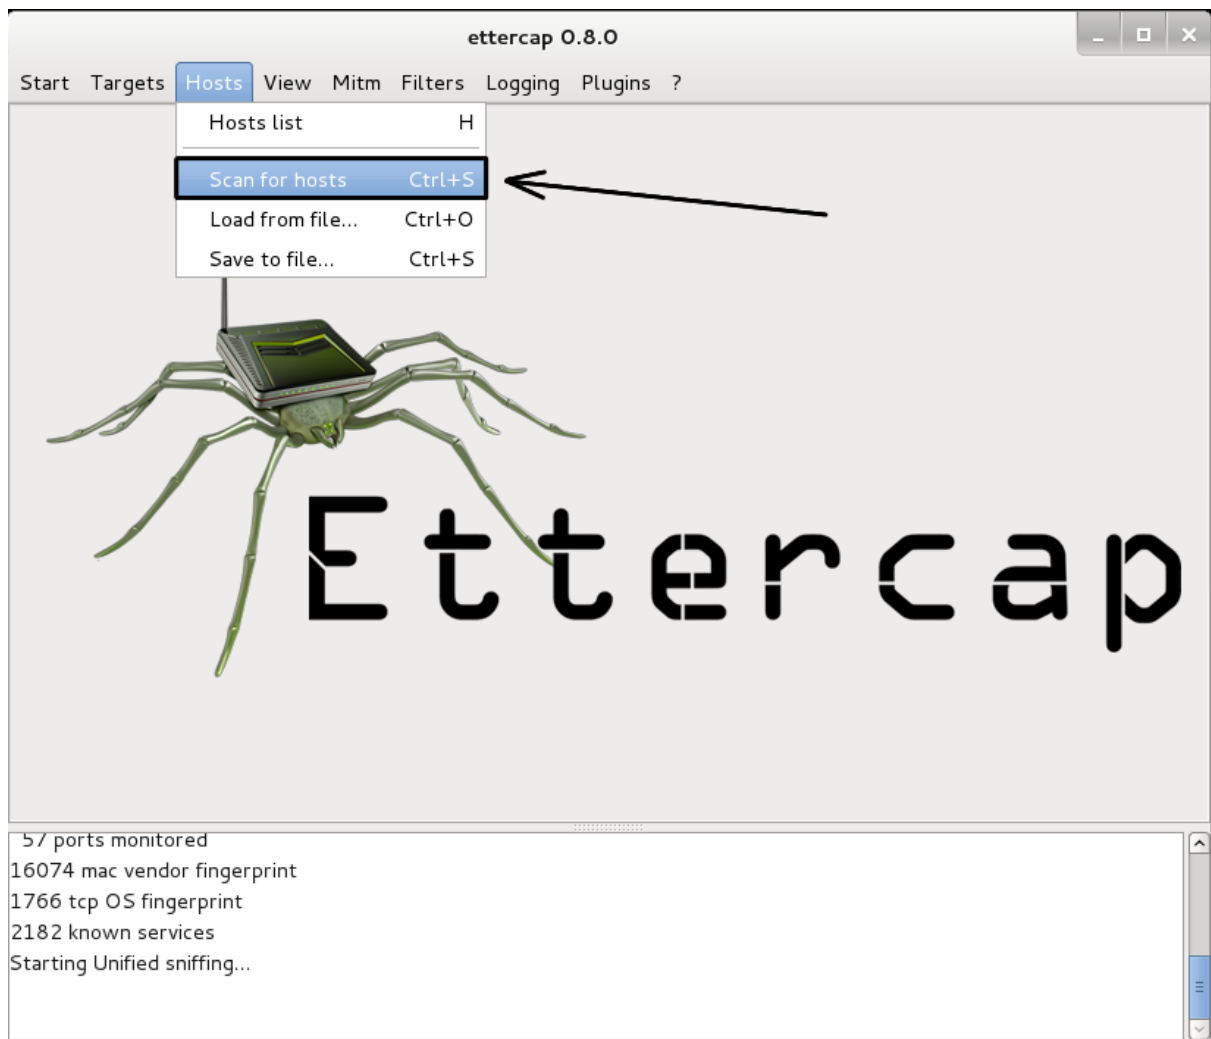 ettercap 0.8.0
Start Targets Hosts View Mitm Filters Logging Plugins ?
Hosts list H
Scan for hosts Ctrl+S
Load from file... Ctrl+O
Save to file... Ctrl+S
Ettercap
57 ports monitored
16074 mac vendor fingerprint
1766 tcp OS fingerprint
2182 known services
Starting Unified sniffing...